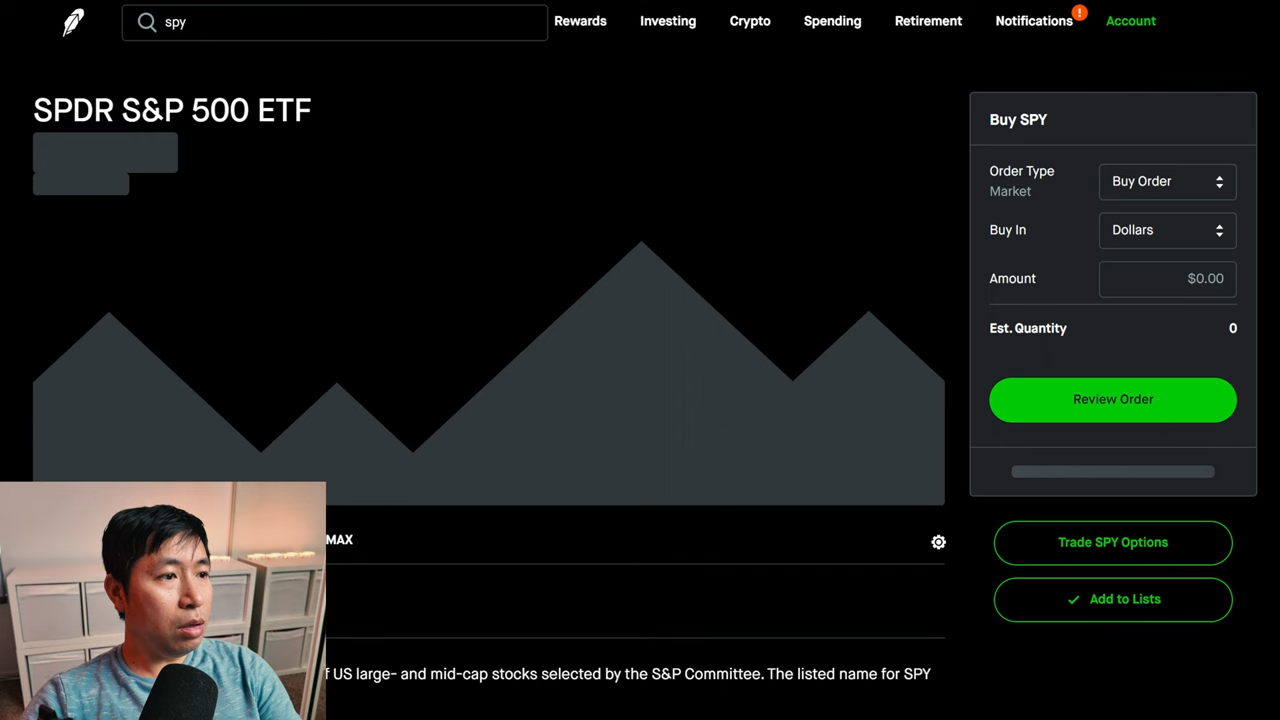 spy
Rewards
Investing
Crypto
Spending
Retirement
Notifications
!
Account
SPDR S&P 500 ETF
Buy SPY
Order Type
Market
Buy Order
Buy In
Dollars
Amount
$0.00
Est. Quantity
0
Review Order
MAX
Trade SPY Options
Add to Lists
f US large- and mid-cap stocks selected by the S&P Committee. The listed name for SPY